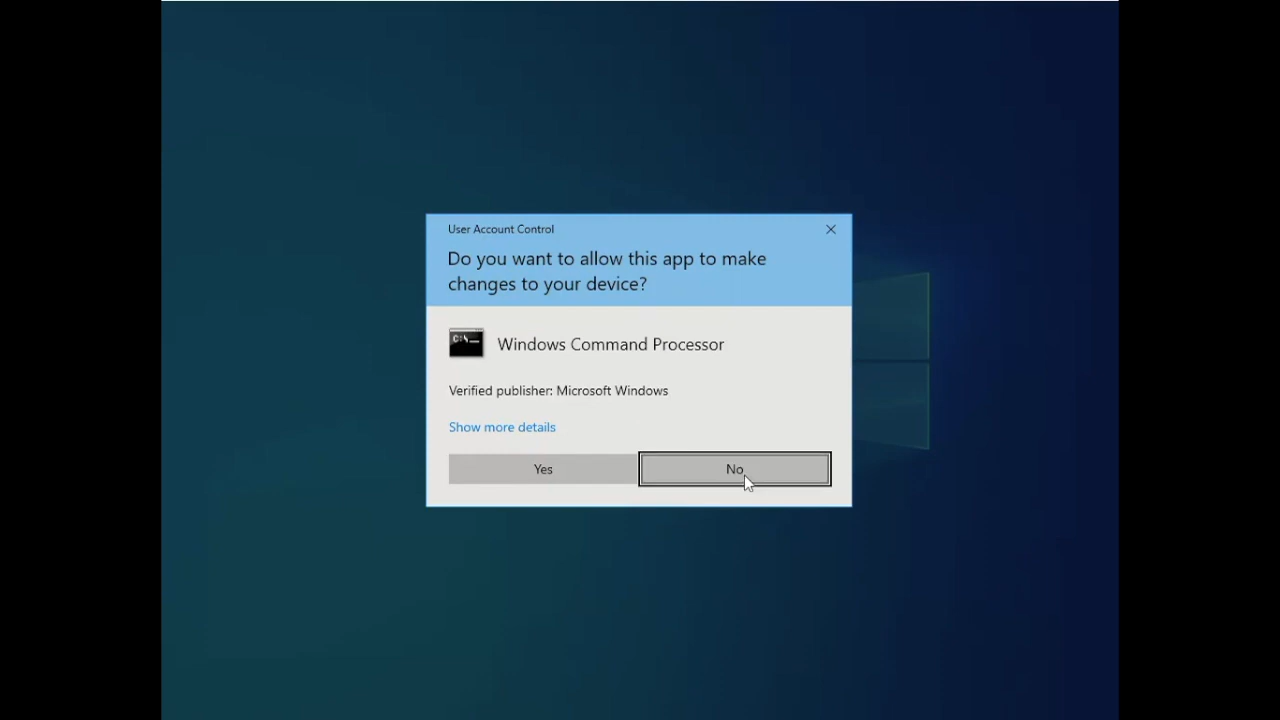 User Account Control
Do you want to allow this app to make
changes to your device?
C:\_
Windows Command Processor
Verified publisher: Microsoft Windows
Show more details
Yes
No